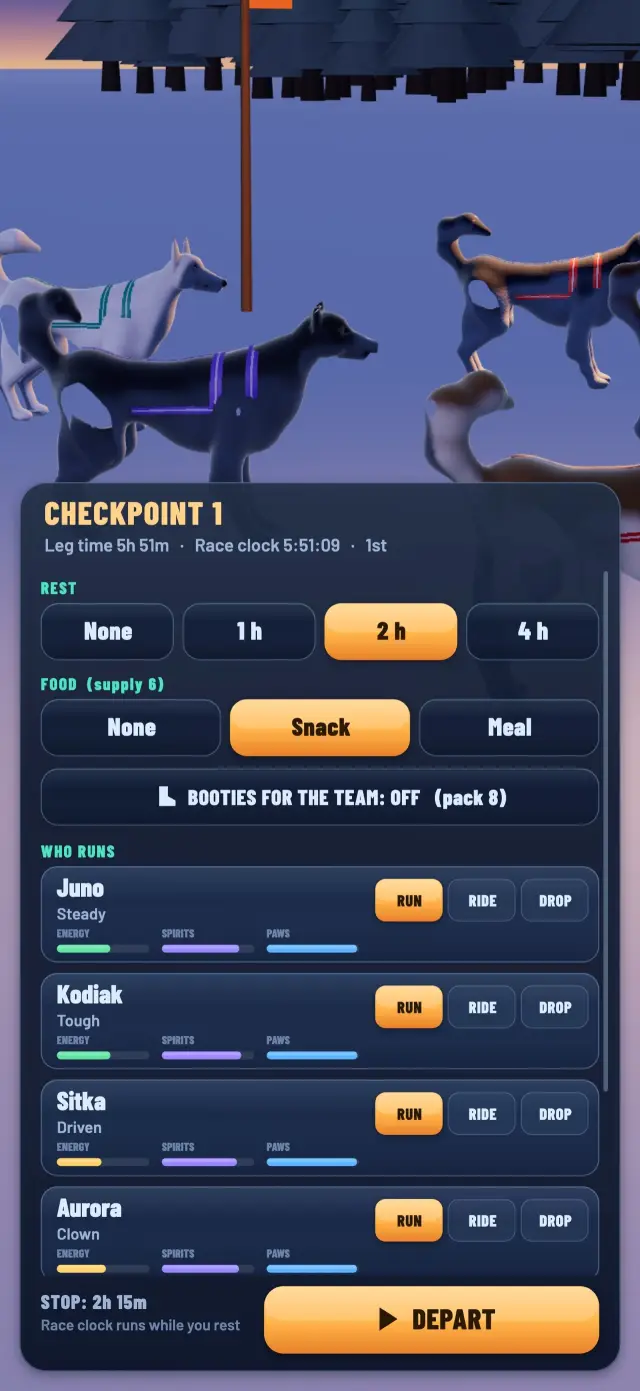 CHECKPOINT 1
Leg time 5h 51m · Race clock 5:51:09 · 1st
REST
None 1 h 2 h 4 h
FOOD (supply 6)
None Snack Meal
BOOTIES FOR THE TEAM: OFF (pack 8)
WHO RUNS
Juno
Steady
RUN RIDE DROP
ENERGY SPIRITS PAWS
Kodiak
Tough
RUN RIDE DROP
ENERGY SPIRITS PAWS
Sitka
Driven
RUN RIDE DROP
ENERGY SPIRITS PAWS
Aurora
Clown
RUN RIDE DROP
ENERGY SPIRITS PAWS
STOP: 2h 15m
Race clock runs while you rest
DEPART